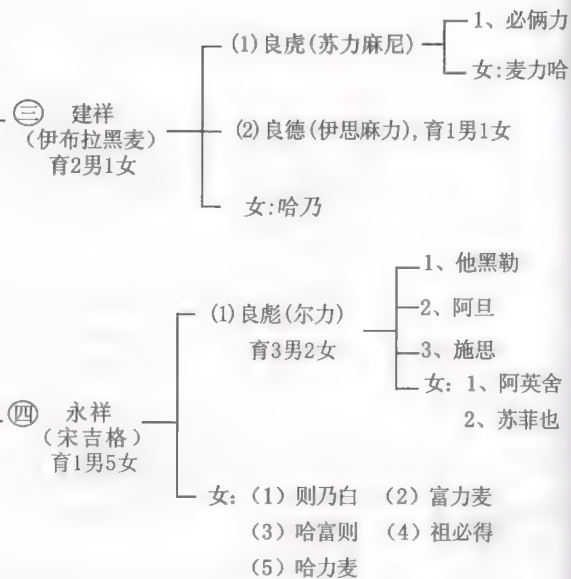 (1)良虎(苏力麻尼)
1、必俩力
女:麦力哈
㊂ 建祥
(伊布拉黑麦)
育2男1女
(2)良德(伊思麻力),育1男1女
女:哈乃
(1)良彪(尔力)
育3男2女
1、他黑勒
2、阿旦
3、施思
女: 1、阿英舍
2、苏菲也
㊃ 永祥
(宋吉格)
育1男5女
女: (1) 则乃白 (2) 富力麦
(3) 哈富则 (4) 祖必得
(5) 哈力麦